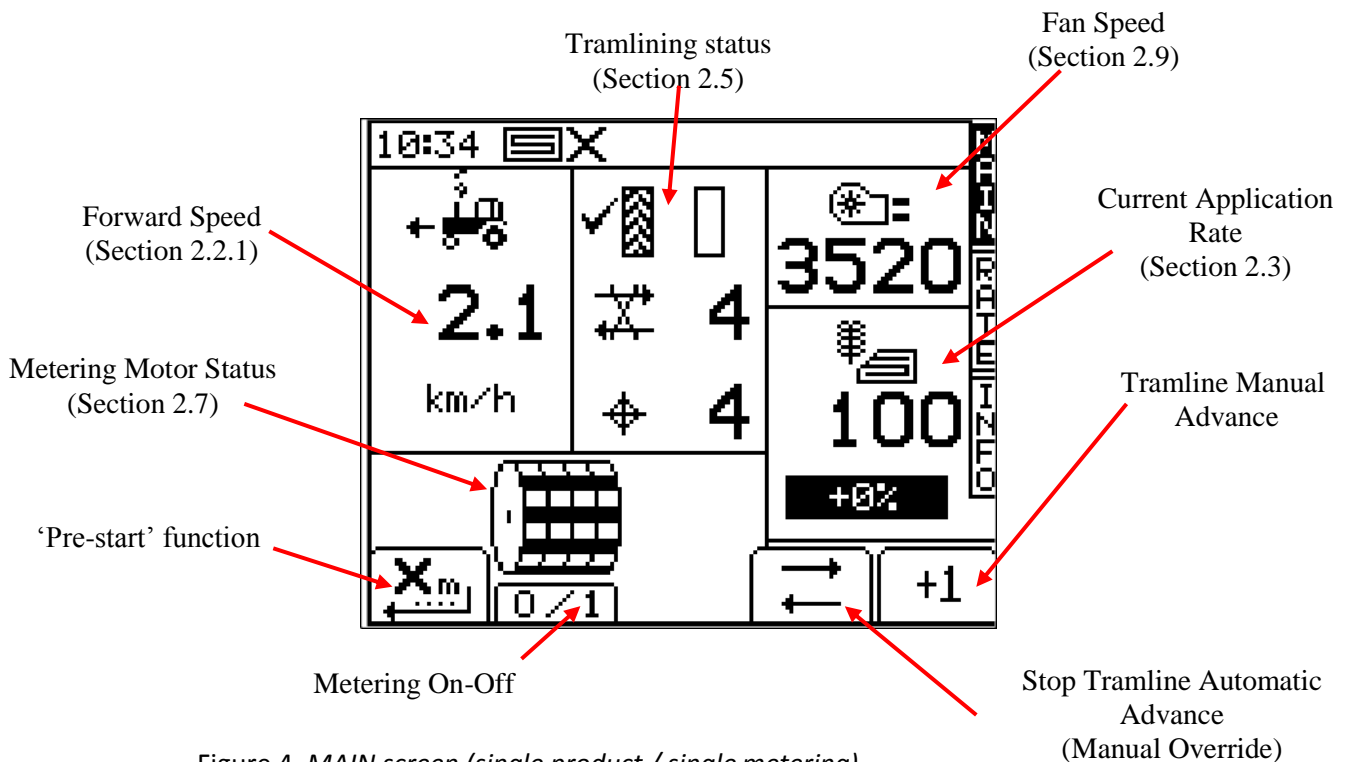 Fan Speed
(Section 2.9)
Tramlining status
(Section 2.5)
10:34
MAIN
Forward Speed
(Section 2.2.1)
Current Application
Rate
(Section 2.3)
3520
RATE
2.1
4
Metering Motor Status
(Section 2.7)
km/h
4
100
INFO
Tramline Manual
Advance
+0%
‘Pre-start’ function
Xm
0/1
+1
Metering On-Off
Stop Tramline Automatic
Advance
(Manual Override)
Figure 4. MAIN screen (single product / single metering)